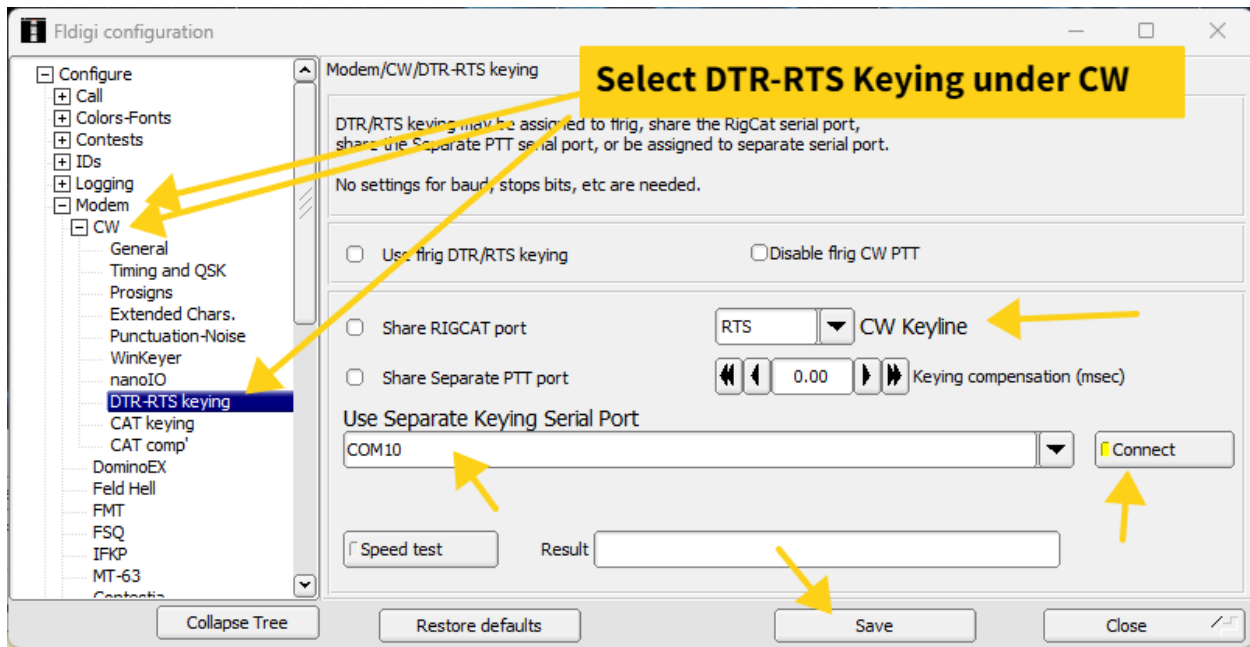 Fldigi configuration
Select DTR-RTS Keying under CW
Configure
Call
Colors-Fonts
Contests
IDs
Logging
Modem
CW
General
Timing and QSK
Prosigns
Extended Chars.
Punctuation-Noise
WinKeyer
nanoIO
DTR-RTS keying
CAT keying
CAT comp'
DominoEX
Feld Hell
FMT
FSQ
IFKP
MT-63
Contestia
Collapse Tree
Modem/CW/DTR-RTS keying
DTR/RTS keying may be assigned to flrig, share the RigCat serial port,
share the Separate PTT serial port, or be assigned to separate serial port.
No settings for baud, stops bits, etc are needed.
Use flrig DTR/RTS keying
Disable flrig CW PTT
Share RIGCAT port
RTS
CW Keyline
Share Separate PTT port
0.00
Keying compensation (msec)
Use Separate Keying Serial Port
COM10
Connect
Speed test
Result
Restore defaults
Save
Close